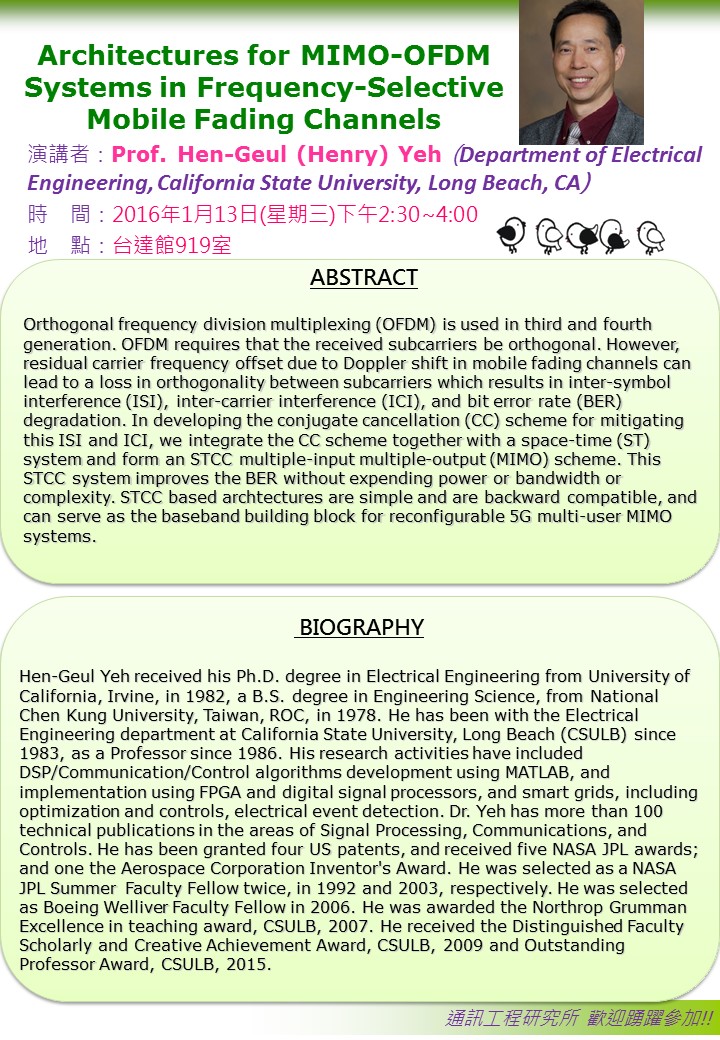 Architectures for MIMO-OFDM
Systems in Frequency-Selective
Mobile Fading Channels
演講者：Prof. Hen-Geul (Henry) Yeh (Department of Electrical
Engineering, California State University, Long Beach, CA)
時　間：2016年1月13日(星期三)下午2:30~4:00
地　點：台達館919室
ABSTRACT
Orthogonal frequency division multiplexing (OFDM) is used in third and fourth
generation. OFDM requires that the received subcarriers be orthogonal. However,
residual carrier frequency offset due to Doppler shift in mobile fading channels can
lead to a loss in orthogonality between subcarriers which results in inter-symbol
interference (ISI), inter-carrier interference (ICI), and bit error rate (BER)
degradation. In developing the conjugate cancellation (CC) scheme for mitigating
this ISI and ICI, we integrate the CC scheme together with a space-time (ST)
system and form an STCC multiple-input multiple-output (MIMO) scheme. This
STCC system improves the BER without expending power or bandwidth or
complexity. STCC based archtectures are simple and are backward compatible, and
can serve as the baseband building block for reconfigurable 5G multi-user MIMO
systems.
BIOGRAPHY
Hen-Geul Yeh received his Ph.D. degree in Electrical Engineering from University of
California, Irvine, in 1982, a B.S. degree in Engineering Science, from National
Chen Kung University, Taiwan, ROC, in 1978. He has been with the Electrical
Engineering department at California State University, Long Beach (CSULB) since
1983, as a Professor since 1986. His research activities have included
DSP/Communication/Control algorithms development using MATLAB, and
implementation using FPGA and digital signal processors, and smart grids, including
optimization and controls, electrical event detection. Dr. Yeh has more than 100
technical publications in the areas of Signal Processing, Communications, and
Controls. He has been granted four US patents, and received five NASA JPL awards;
and one the Aerospace Corporation Inventor's Award. He was selected as a NASA
JPL Summer Faculty Fellow twice, in 1992 and 2003, respectively. He was selected
as Boeing Welliver Faculty Fellow in 2006. He was awarded the Northrop Grumman
Excellence in teaching award, CSULB, 2007. He received the Distinguished Faculty
Scholarly and Creative Achievement Award, CSULB, 2009 and Outstanding
Professor Award, CSULB, 2015.
通訊工程研究所 歡迎踴躍參加!!